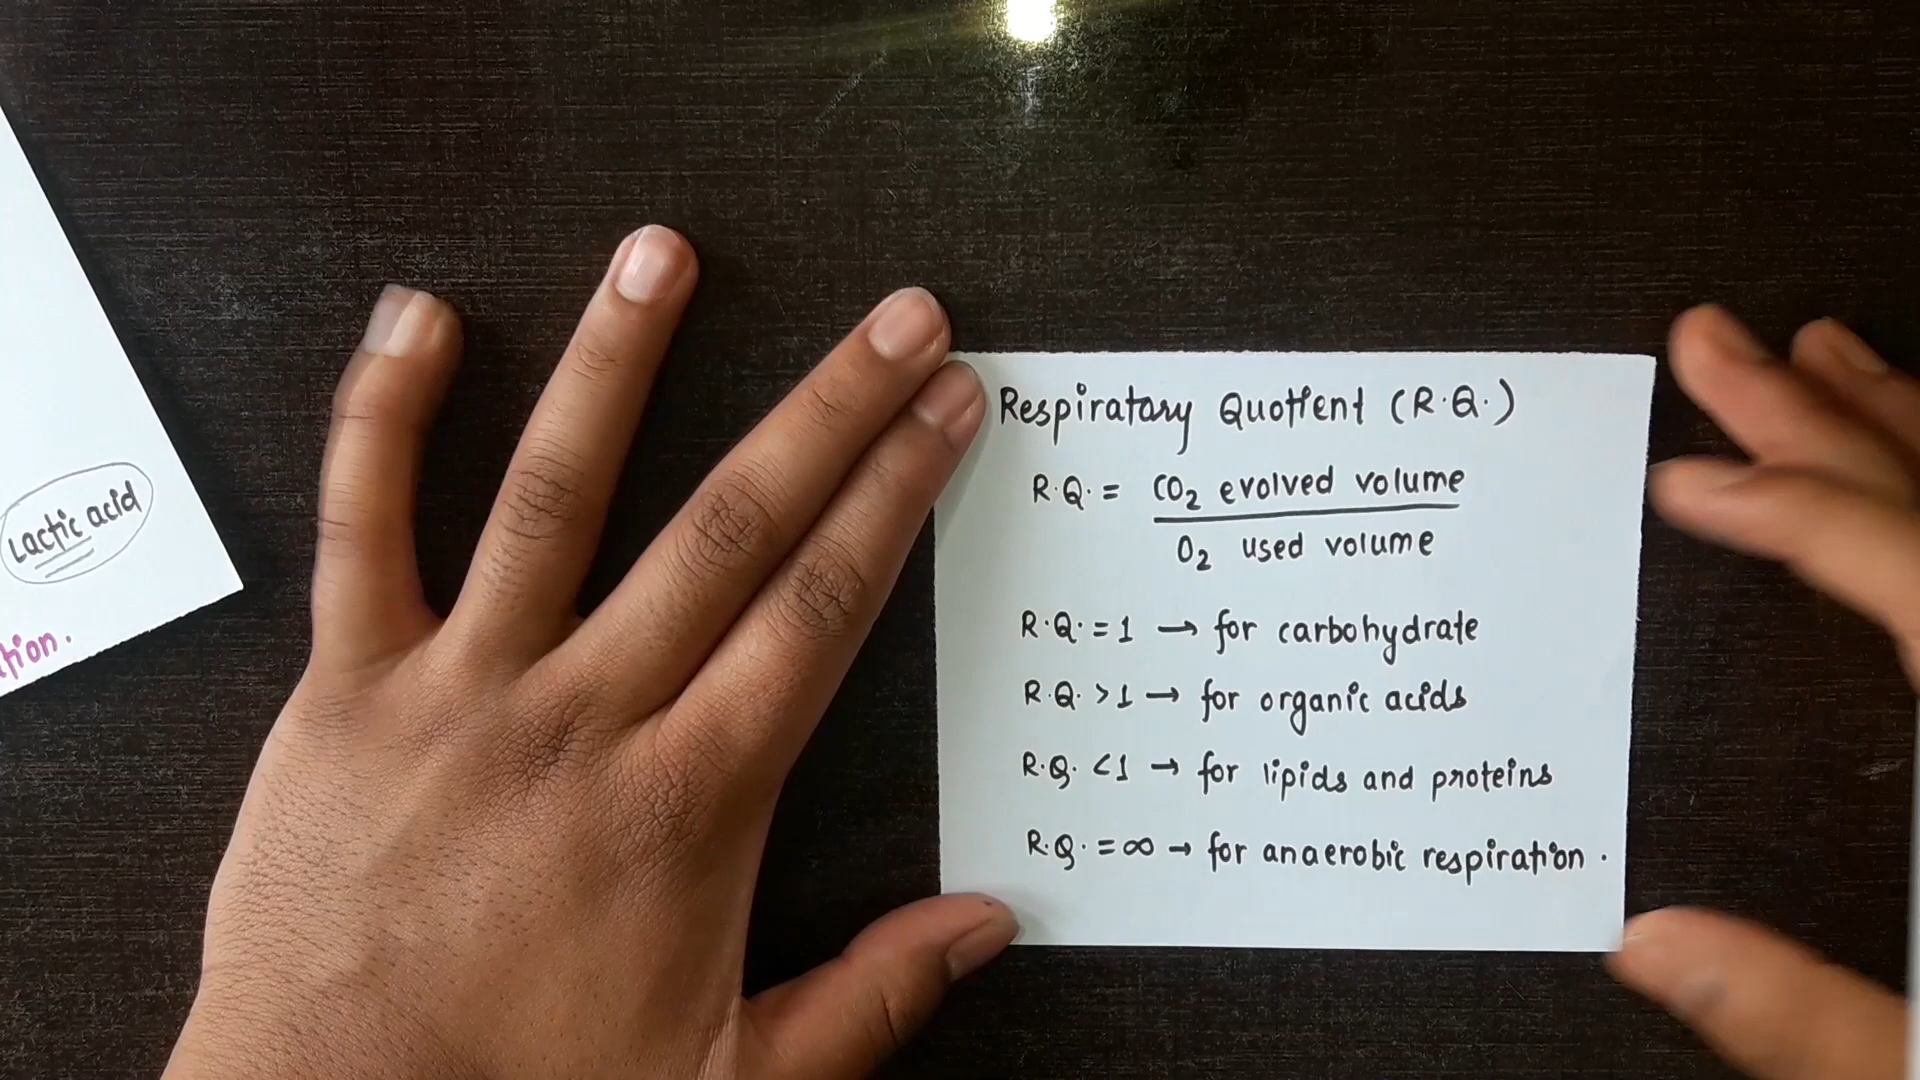 Lactic acid
tion.
Respiratary Quotient (R.Q.)
R.Q. = CO2 evolved volume
O2 used volume
R.Q. = 1 → for carbohydrate
R.Q. >1 → for organic acids
R.Q. <1 → for lipids and proteins
R.Q. = ∞ → for anaerobic respiration.